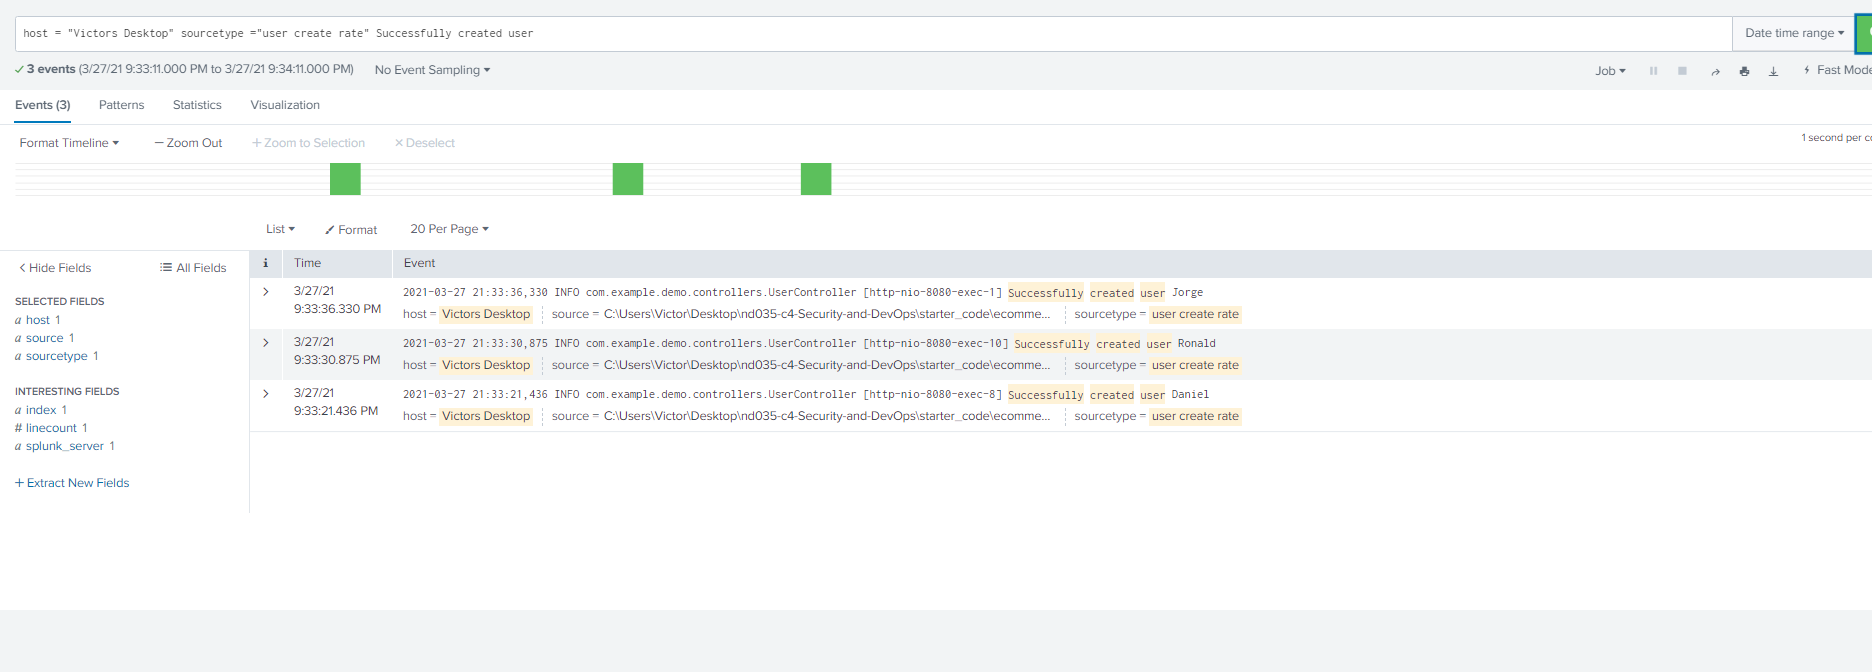 host = "Victors Desktop" sourcetype ="user create rate" Successfully created user
Date time range
3 events (3/27/21 9:33:11.000 PM to 3/27/21 9:34:11.000 PM) No Event Sampling
Job Fast Mode
Events (3) Patterns Statistics Visualization
Format Timeline — Zoom Out + Zoom to Selection × Deselect
1 second per
List Format 20 Per Page
Hide Fields All Fields
SELECTED FIELDS
a host 1
a source 1
a sourcetype 1
INTERESTING FIELDS
a index 1
# linecount 1
a splunk_server 1
+ Extract New Fields
i Time Event
3/27/21
9:33:36.330 PM
2021-03-27 21:33:36,330 INFO com.example.demo.controllers.UserController [http-nio-8080-exec-1] Successfully created user Jorge
host = Victors Desktop source = C:\Users\Victor\Desktop\nd035-c4-Security-and-DevOps\starter_code\ecomme... sourcetype = user create rate
3/27/21
9:33:30.875 PM
2021-03-27 21:33:30,875 INFO com.example.demo.controllers.UserController [http-nio-8080-exec-10] Successfully created user Ronald
host = Victors Desktop source = C:\Users\Victor\Desktop\nd035-c4-Security-and-DevOps\starter_code\ecomme... sourcetype = user create rate
3/27/21
9:33:21.436 PM
2021-03-27 21:33:21,436 INFO com.example.demo.controllers.UserController [http-nio-8080-exec-8] Successfully created user Daniel
host = Victors Desktop source = C:\Users\Victor\Desktop\nd035-c4-Security-and-DevOps\starter_code\ecomme... sourcetype = user create rate